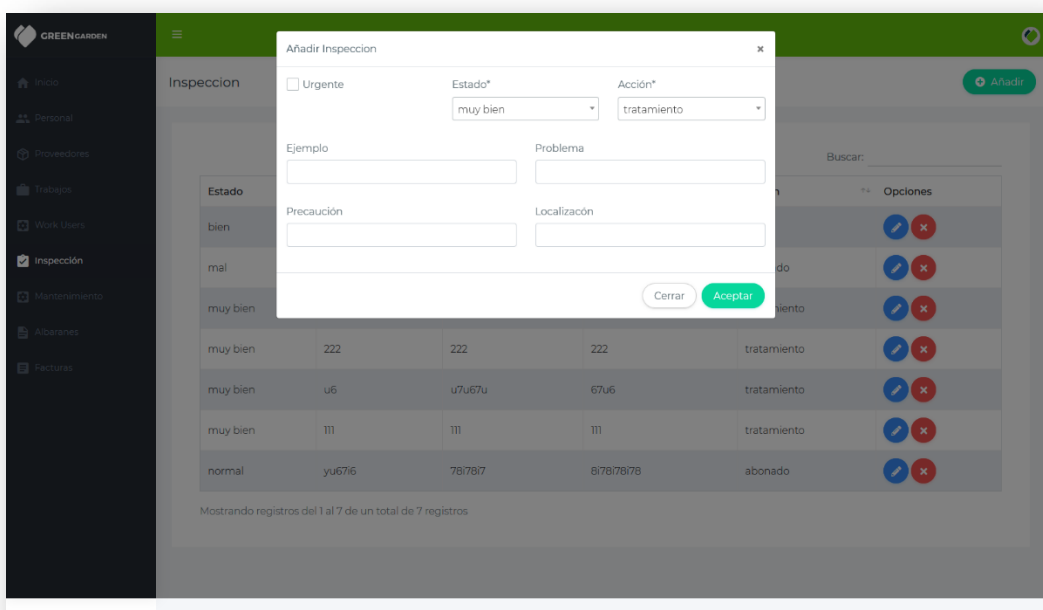 GREENGARDEN
Inicio
Personal
Proveedores
Trabajos
Work Users
Inspección
Mantenimiento
Albaranes
Facturas
Inspeccion
Añadir
Añadir Inspeccion
×
Urgente
Estado*
Acción*
muy bien
tratamiento
Ejemplo
Problema
Precaución
Localizacón
Cerrar
Aceptar
Buscar:
Estado Opciones
bien
mal
muy bien
muy bien 222 222 222 tratamiento
muy bien u6 u7u67u 67u6 tratamiento
muy bien 111 111 111 tratamiento
normal yu67i6 78i78i7 8i78i78i78 abonado
Mostrando registros del 1 al 7 de un total de 7 registros